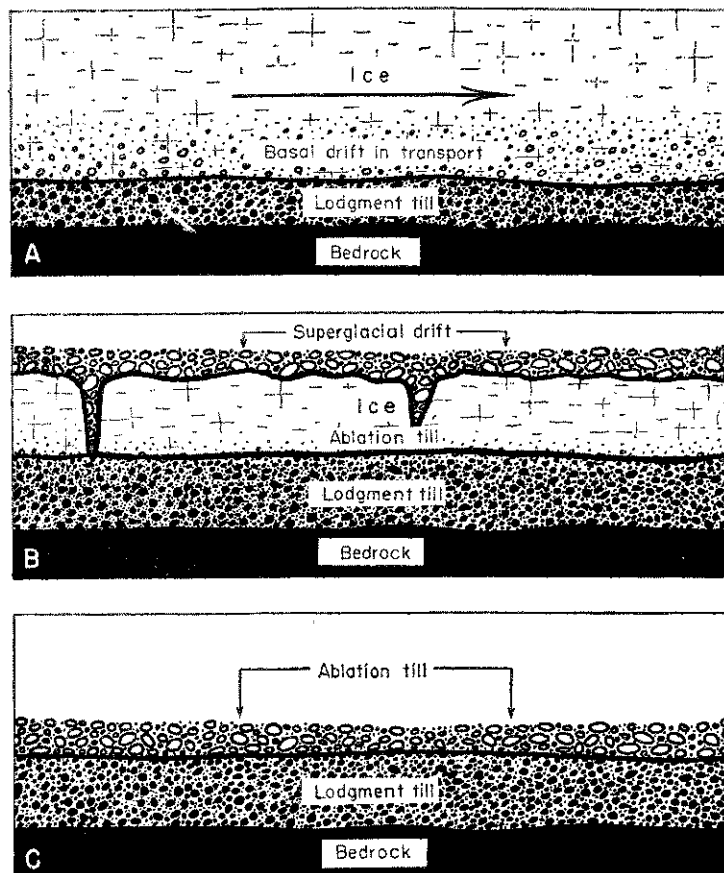 Ice
Basal drift in transport
Lodgment till
Bedrock
A
Superglacial drift
Ice
Ablation till
Lodgment till
Bedrock
B
Ablation till
Lodgment till
Bedrock
C